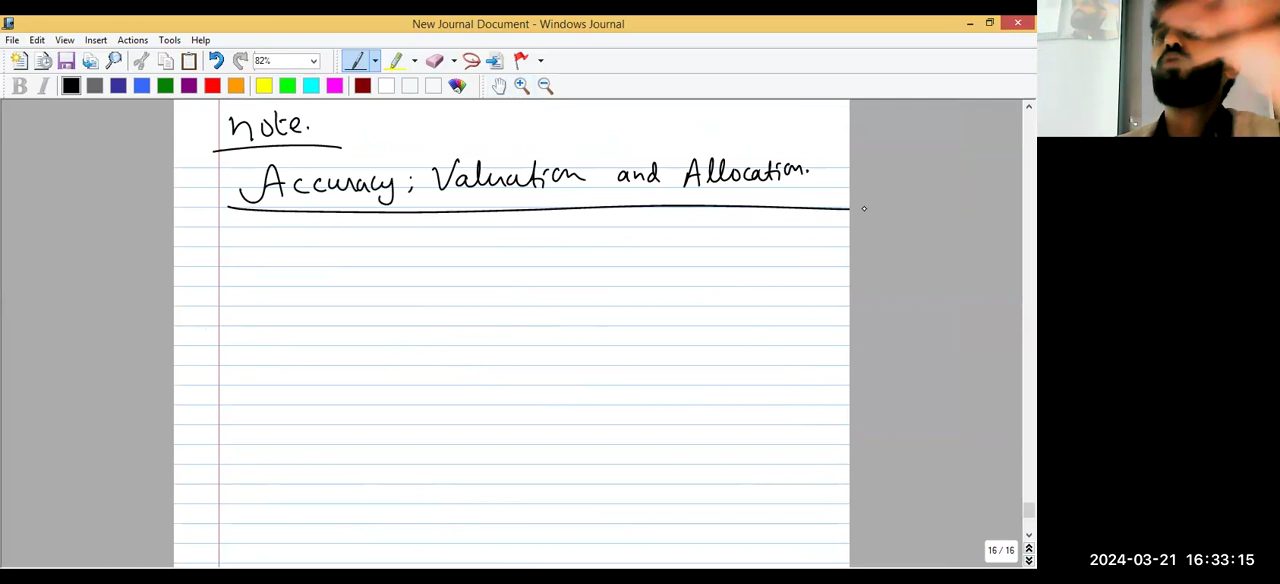 New Journal Document - Windows Journal
File Edit View Insert Actions Tools Help
82%
B I
note.
Accuracy; Valuation and Allocation.
16 / 16
2024-03-21 16:33:15